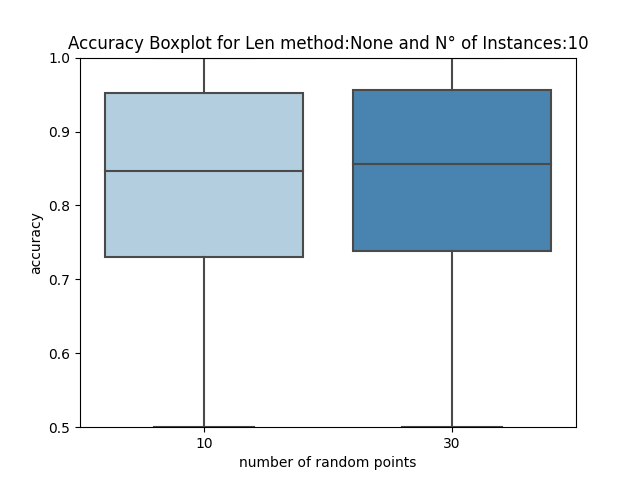 Accuracy Boxplot for Len method:None and N° of Instances:10
1.0
0.9
0.8
0.7
0.6
0.5
accuracy
10 30
number of random points